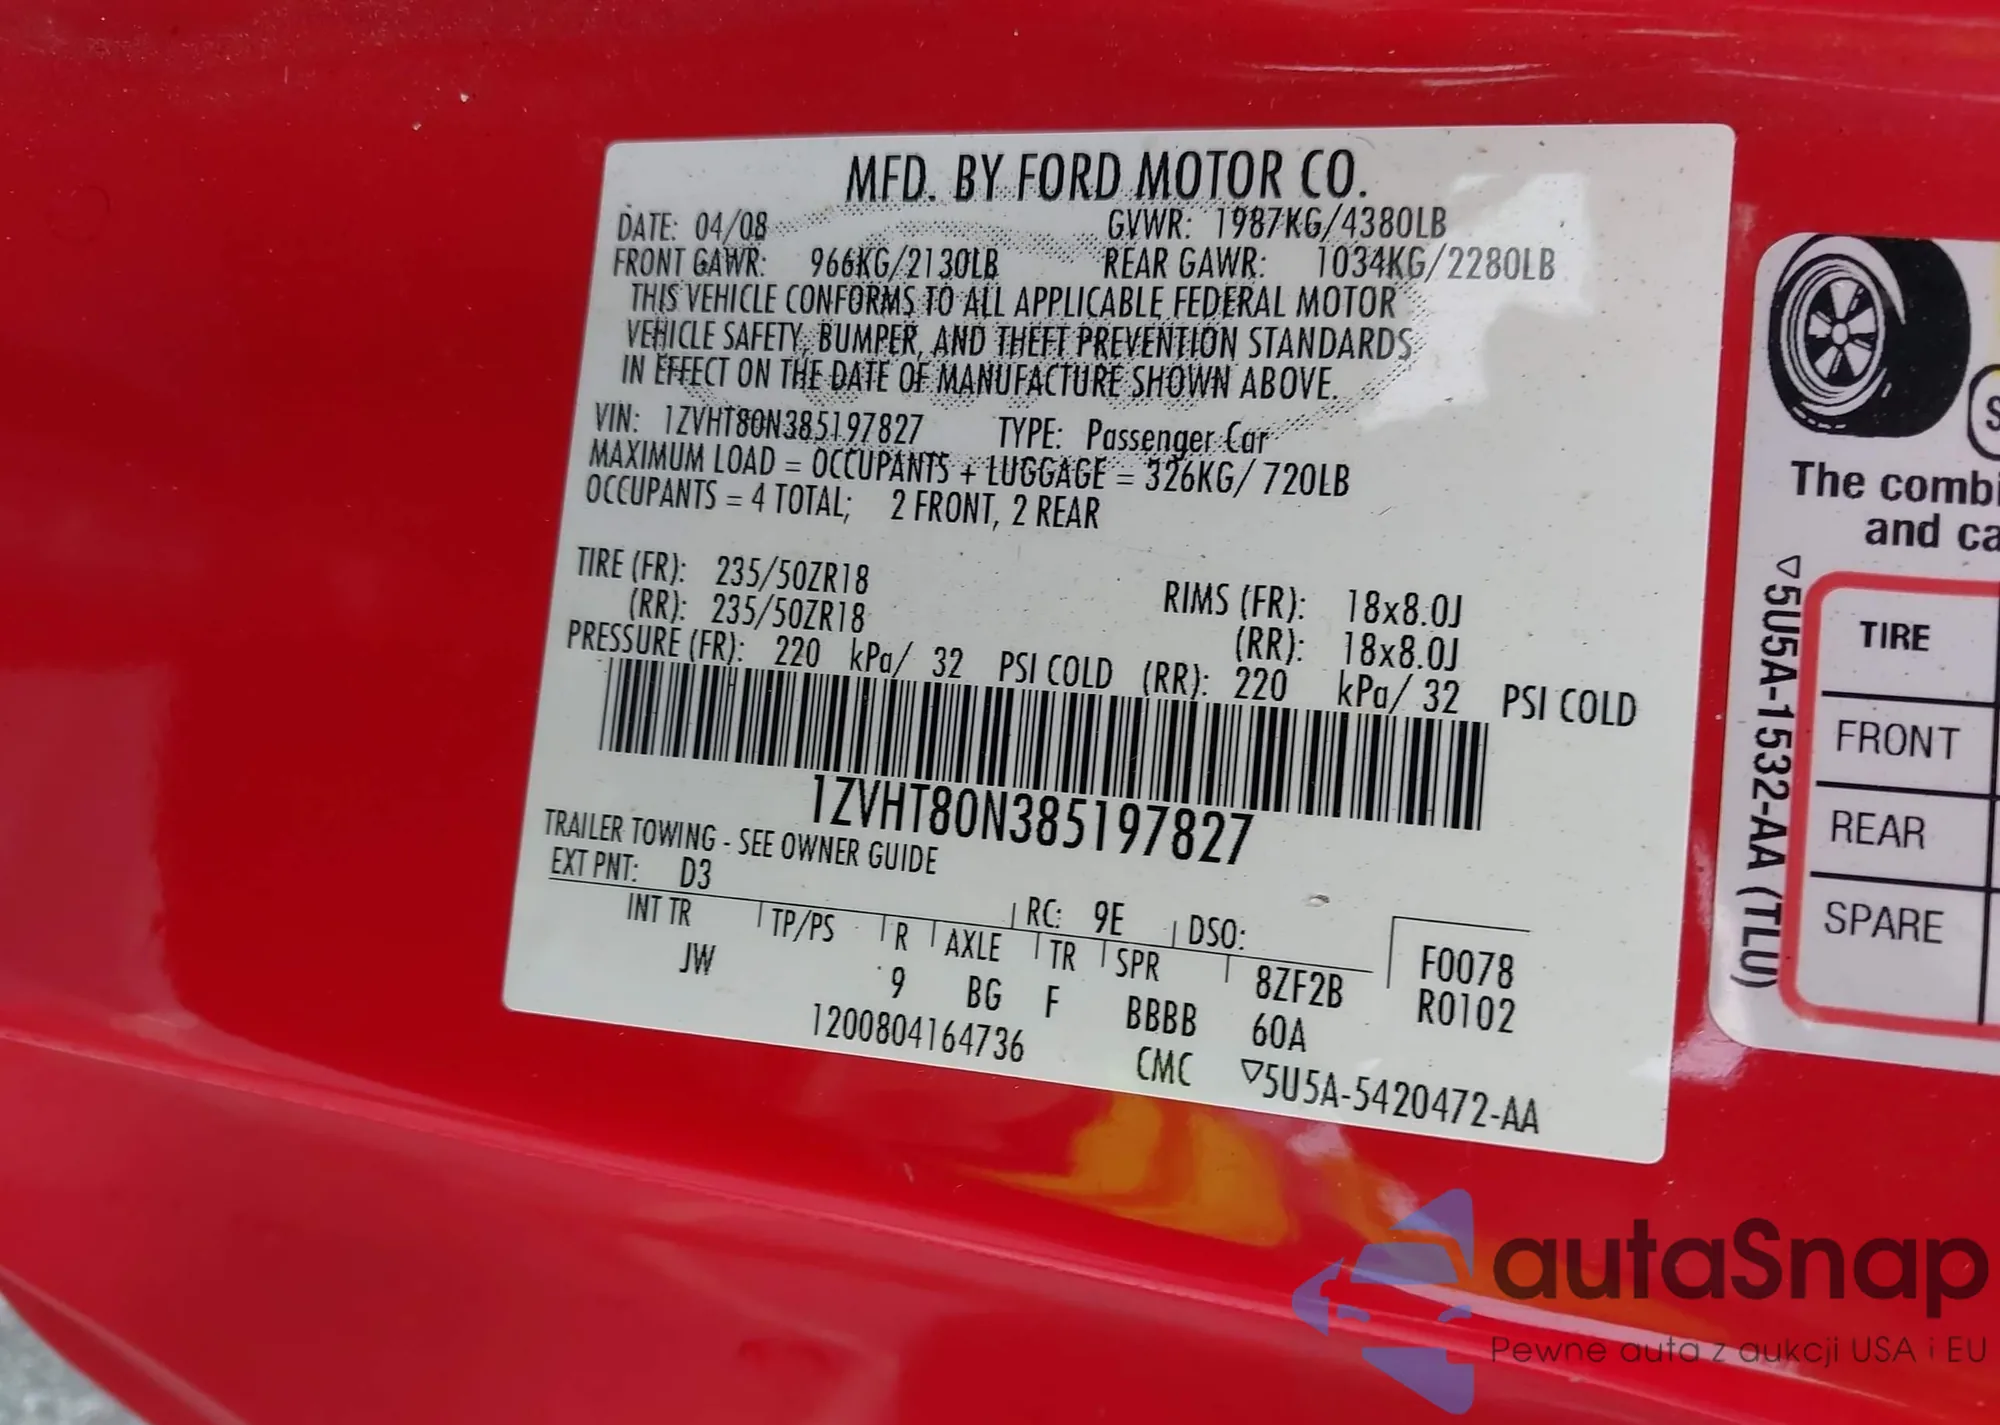 MFD. BY FORD MOTOR CO.
DATE: 04/08 GVWR: 1987KG/4380LB
FRONT GAWR: 966KG/2130LB REAR GAWR: 1034KG/2280LB
THIS VEHICLE CONFORMS TO ALL APPLICABLE FEDERAL MOTOR
VEHICLE SAFETY, BUMPER, AND THEFT PREVENTION STANDARDS
IN EFFECT ON THE DATE OF MANUFACTURE SHOWN ABOVE.
VIN: 1ZVHT80N385197827 TYPE: Passenger Car
MAXIMUM LOAD = OCCUPANTS + LUGGAGE = 326KG/ 720LB
OCCUPANTS = 4 TOTAL; 2 FRONT, 2 REAR
TIRE (FR): 235/50ZR18 RIMS (FR): 18x8.0J
(RR): 235/50ZR18 (RR): 18x8.0J
PRESSURE (FR): 220 kPa/ 32 PSI COLD (RR): 220 kPa/ 32 PSI COLD
1ZVHT80N385197827
TRAILER TOWING - SEE OWNER GUIDE
EXT PNT: D3 RC: 9E DSO:
INT TR TP/PS R AXLE TR SPR 8ZF2B F0078
JW 9 BG F BBBB 60A R0102
1200804164736 CMC ▽5U5A-5420472-AA
S
The combi
and ca
▽5U5A-1532-AA (TLU)
TIRE
FRONT
REAR
SPARE
autaSnap
Pewne auta z aukcji USA i EU